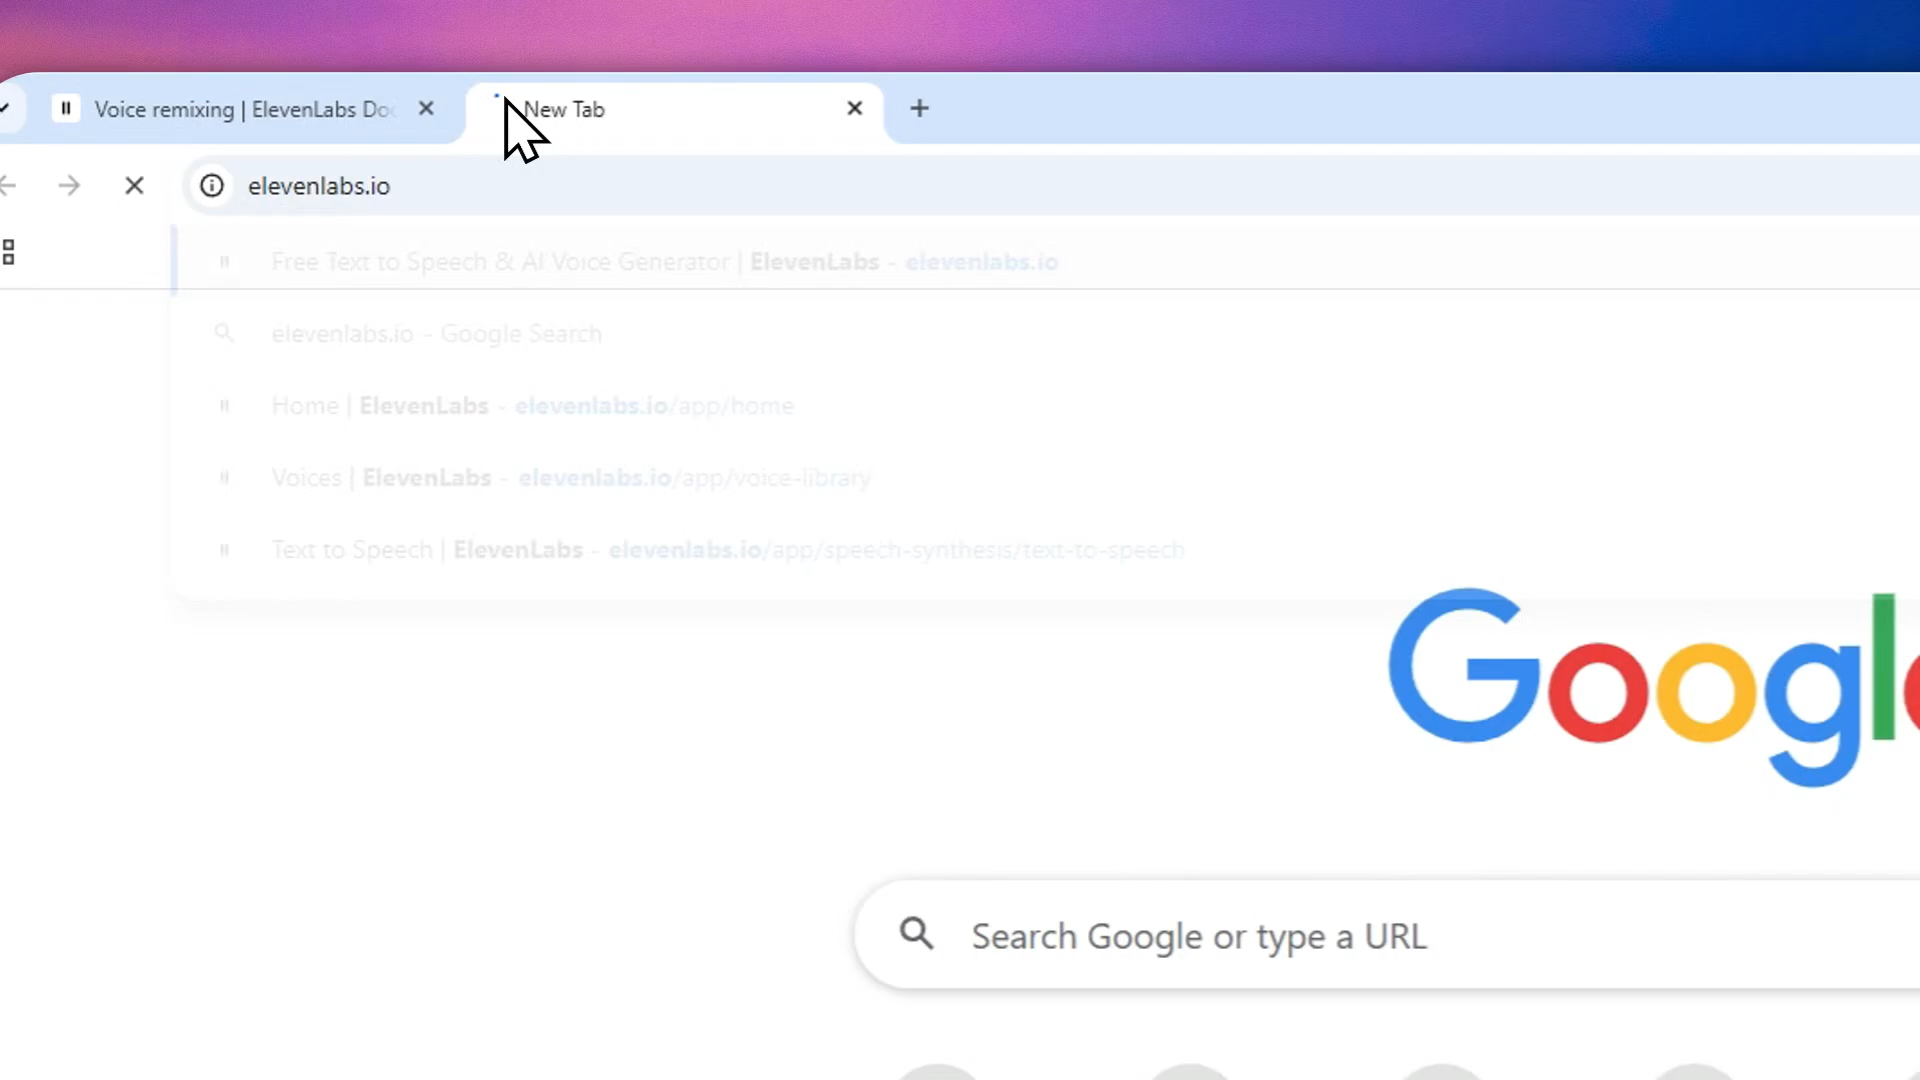 Voice remixing | ElevenLabs Do
New Tab
elevenlabs.io
Free Text to Speech & AI Voice Generator | ElevenLabs - elevenlabs.io
elevenlabs.io - Google Search
Home | ElevenLabs - elevenlabs.io/app/home
Voices | ElevenLabs - elevenlabs.io/app/voice-library
Text to Speech | ElevenLabs - elevenlabs.io/app/speech-synthesis/text-to-speech
Google
Search Google or type a URL